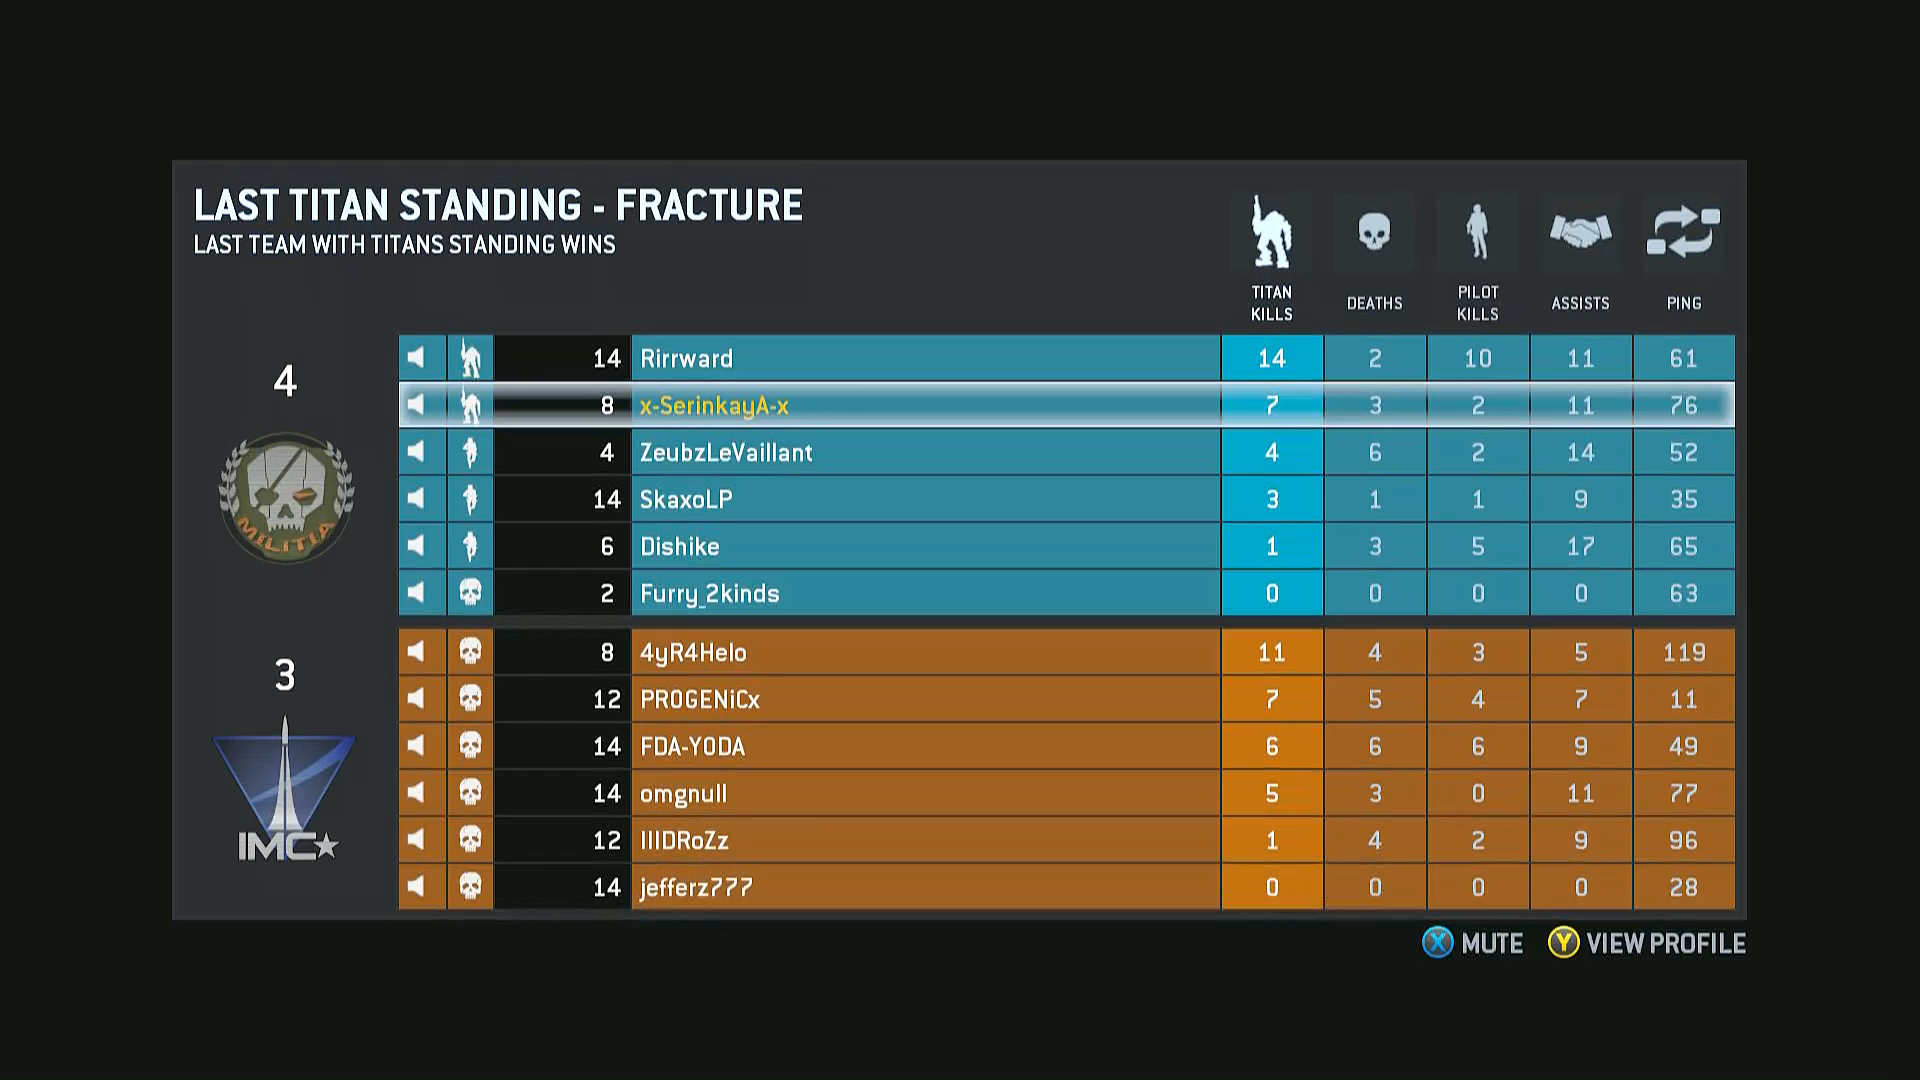 LAST TITAN STANDING - FRACTURE
LAST TEAM WITH TITANS STANDING WINS
TITAN KILLS DEATHS PILOT KILLS ASSISTS PING
4
MILITIA
14 Rirrward 14 2 10 11 61
8 x-SerinkayA-x 7 3 2 11 76
4 ZeubzLeVaillant 4 6 2 14 52
14 SkaxoLP 3 1 1 9 35
6 Dishike 1 3 5 17 65
2 Furry_2kinds 0 0 0 0 63
3
IMC
8 4yR4Helo 11 4 3 5 119
12 PROGENiCx 7 5 4 7 11
14 FDA-YODA 6 6 6 9 49
14 omgnull 5 3 0 11 77
12 IIIDRoZz 1 4 2 9 96
14 jefferz777 0 0 0 0 28
X MUTE Y VIEW PROFILE